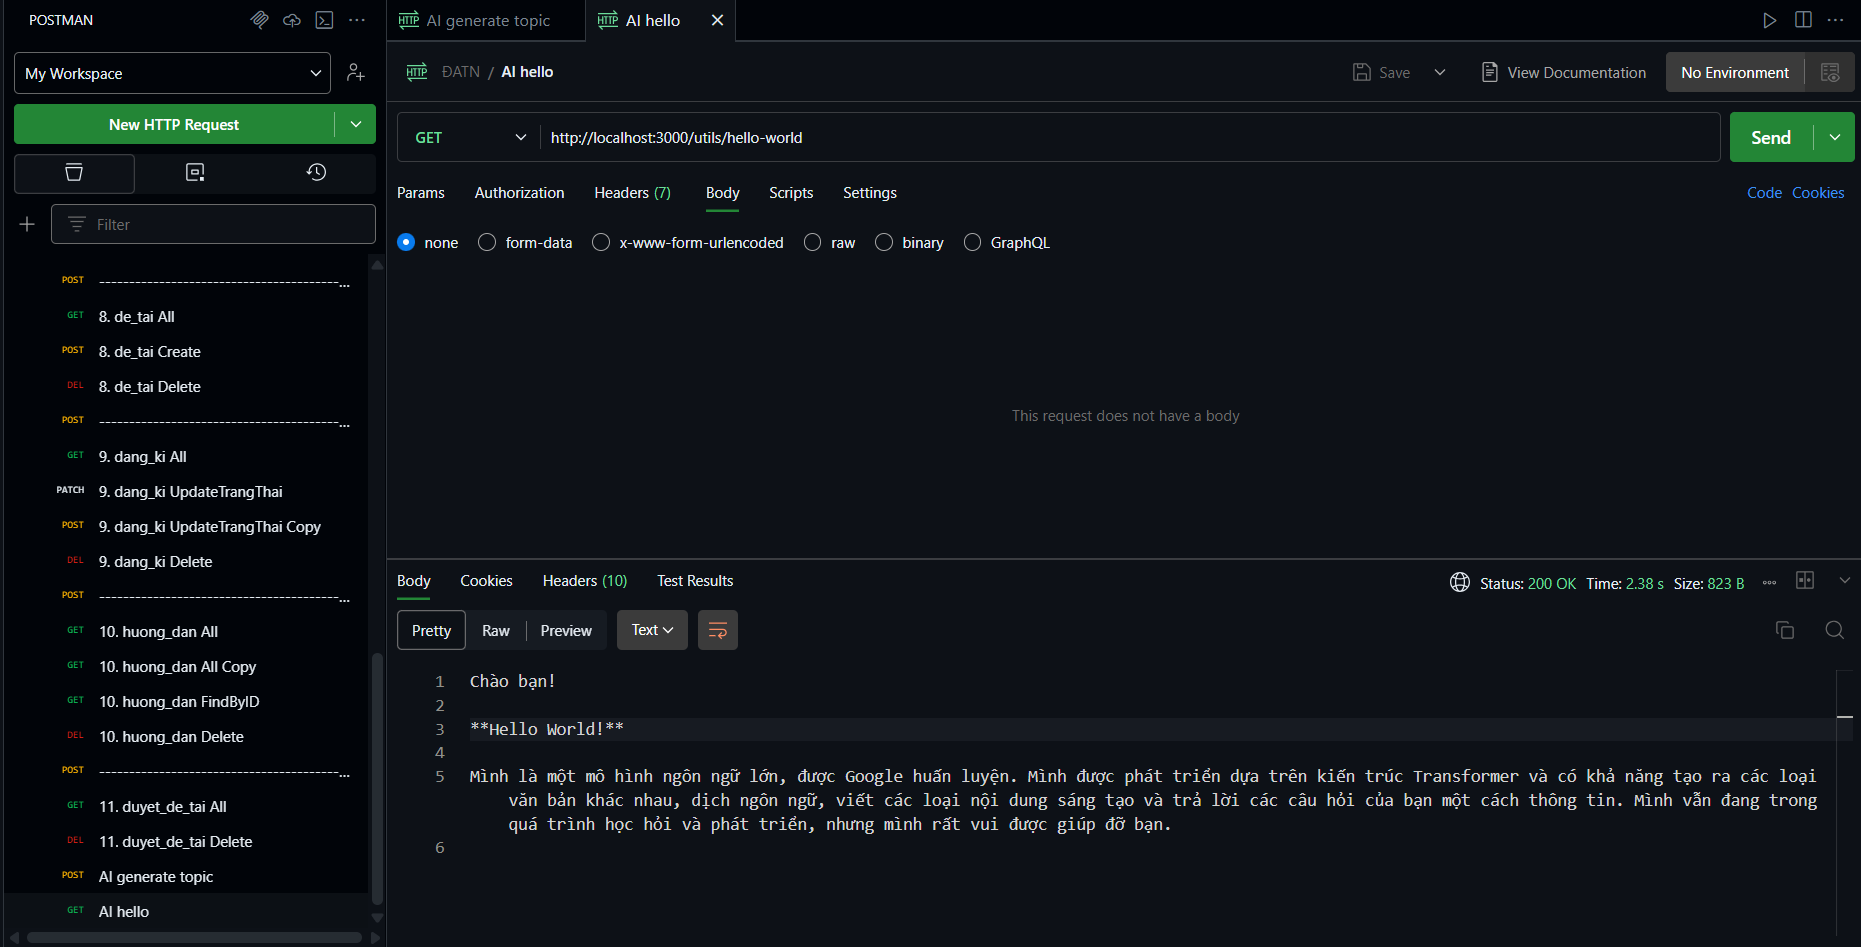 POSTMAN
My Workspace
New HTTP Request
Filter
POST ----------------------------------------...
GET 8. de_tai All
POST 8. de_tai Create
DEL 8. de_tai Delete
POST ----------------------------------------...
GET 9. dang_ki All
PATCH 9. dang_ki UpdateTrangThai
POST 9. dang_ki UpdateTrangThai Copy
DEL 9. dang_ki Delete
POST ----------------------------------------...
GET 10. huong_dan All
GET 10. huong_dan All Copy
GET 10. huong_dan FindByID
DEL 10. huong_dan Delete
POST ----------------------------------------...
GET 11. duyet_de_tai All
DEL 11. duyet_de_tai Delete
POST AI generate topic
GET AI hello
HTTP AI generate topic HTTP AI hello
HTTP ĐATN / AI hello Save View Documentation No Environment
GET http://localhost:3000/utils/hello-world Send
Params Authorization Headers (7) Body Scripts Settings Code Cookies
none form-data x-www-form-urlencoded raw binary GraphQL
This request does not have a body
Body Cookies Headers (10) Test Results Status: 200 OK Time: 2.38 s Size: 823 B
Pretty Raw Preview Text
1 Chào bạn!
2
3 **Hello World!**
4
5 Mình là một mô hình ngôn ngữ lớn, được Google huấn luyện. Mình được phát triển dựa trên kiến trúc Transformer và có khả năng tạo ra các loại
văn bản khác nhau, dịch ngôn ngữ, viết các loại nội dung sáng tạo và trả lời các câu hỏi của bạn một cách thông tin. Mình vẫn đang trong
quá trình học hỏi và phát triển, nhưng mình rất vui được giúp đỡ bạn.
6